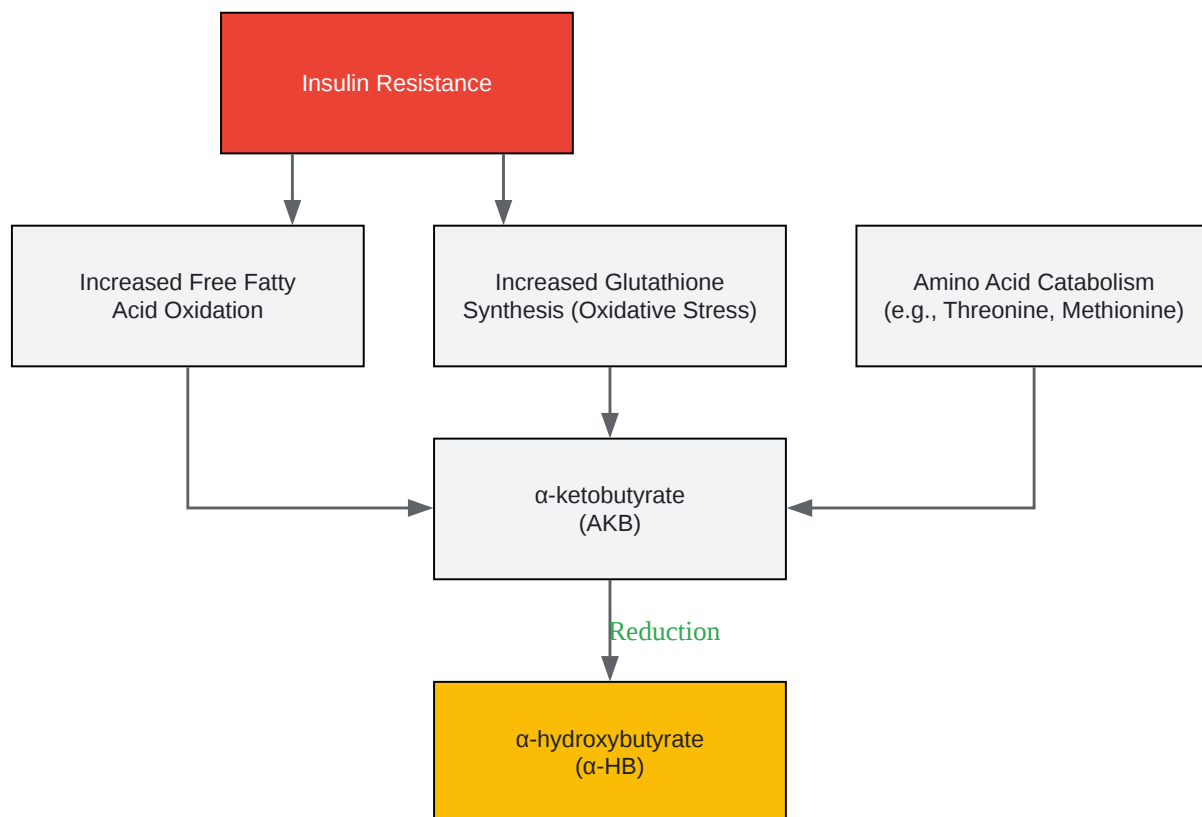 Insulin Resistance
Increased Free Fatty
Acid Oxidation
Increased Glutathione
Synthesis (Oxidative Stress)
Amino Acid Catabolism
(e.g., Threonine, Methionine)
α-ketobutyrate
(AKB)
Reduction
α-hydroxybutyrate
(α-HB)